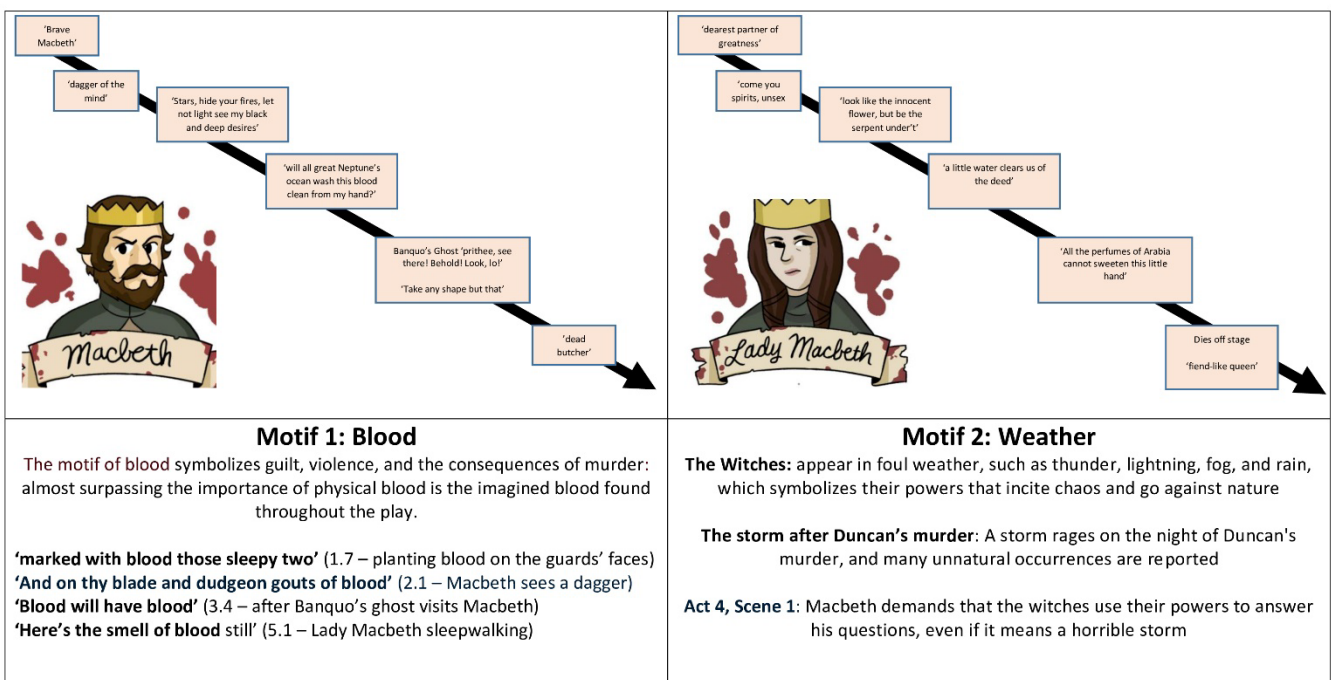 ‘Brave
Macbeth’
‘dagger of the
mind’
‘Stars, hide your fires, let
not light see my black
and deep desires’
‘will all great Neptune’s
ocean wash this blood
clean from my hand?’
Banquo’s Ghost ‘prithee, see
there! Behold! Look, lo!’
‘Take any shape but that’
‘dead
butcher’
Macbeth
‘dearest partner of
greatness’
‘come you
spirits, unsex
‘look like the innocent
flower, but be the
serpent under't’
‘a little water clears us of
the deed’
‘All the perfumes of Arabia
cannot sweeten this little
hand’
Dies off stage
‘fiend-like queen’
Lady Macbeth
Motif 1: Blood
The motif of blood symbolizes guilt, violence, and the consequences of murder:
almost surpassing the importance of physical blood is the imagined blood found
throughout the play.
‘marked with blood those sleepy two’ (1.7 – planting blood on the guards’ faces)
‘And on thy blade and dudgeon gouts of blood’ (2.1 – Macbeth sees a dagger)
‘Blood will have blood’ (3.4 – after Banquo’s ghost visits Macbeth)
‘Here’s the smell of blood still’ (5.1 – Lady Macbeth sleepwalking)
Motif 2: Weather
The Witches: appear in foul weather, such as thunder, lightning, fog, and rain,
which symbolizes their powers that incite chaos and go against nature
The storm after Duncan’s murder: A storm rages on the night of Duncan's
murder, and many unnatural occurrences are reported
Act 4, Scene 1: Macbeth demands that the witches use their powers to answer
his questions, even if it means a horrible storm